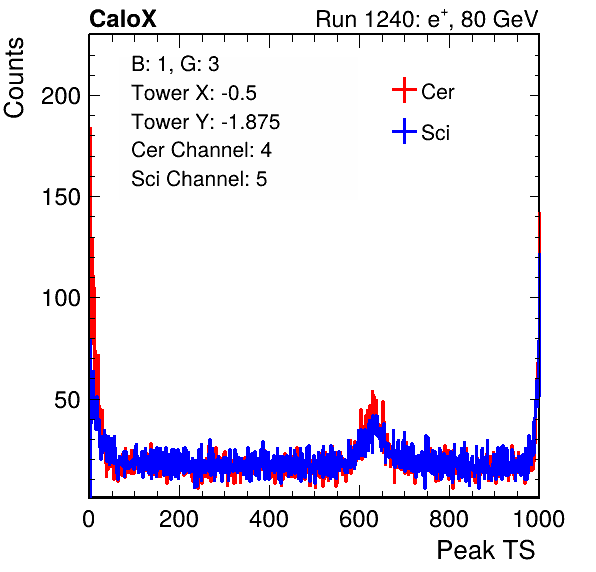 CaloX Run 1240: e⁺, 80 GeV
Counts
B: 1, G: 3
Tower X: -0.5
Tower Y: -1.875
Cer Channel: 4
Sci Channel: 5
Cer
Sci
200
150
100
50
0 200 400 600 800 1000
Peak TS